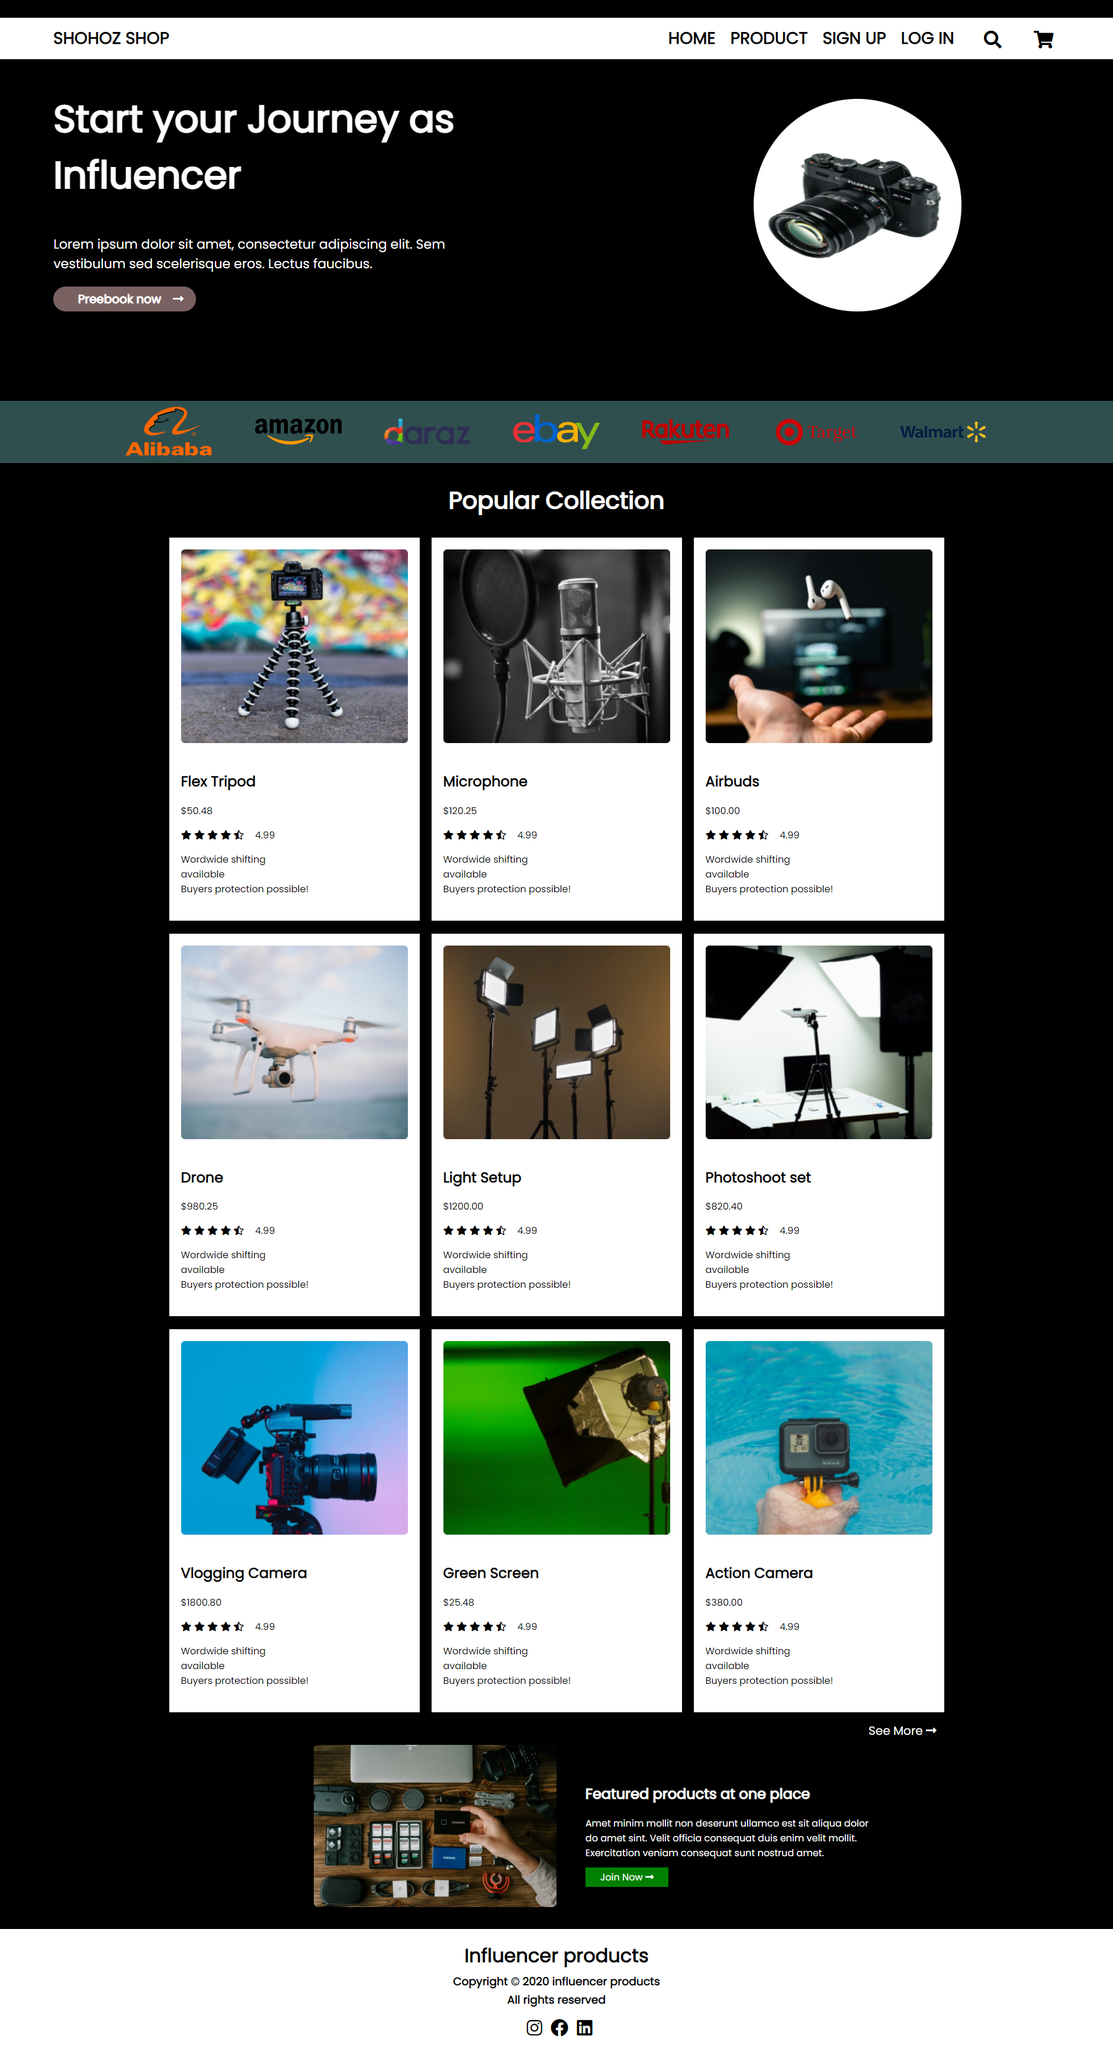 SHOHOZ SHOP
HOME PRODUCT SIGN UP LOG IN
Start your Journey as
Influencer
FUJIFILM
Lorem ipsum dolor sit amet, consectetur adipiscing elit. Sem
vestibulum sed scelerisque eros. Lectus faucibus.
Preebook now
Alibaba
amazon
daraz
ebay
Rakuten
Target
Walmart
Popular Collection
Flex Tripod
$50.48
4.99
Wordwide shifting
available
Buyers protection possible!
Microphone
$120.25
4.99
Wordwide shifting
available
Buyers protection possible!
Airbuds
$100.00
4.99
Wordwide shifting
available
Buyers protection possible!
Drone
$980.25
4.99
Wordwide shifting
available
Buyers protection possible!
Light Setup
$1200.00
4.99
Wordwide shifting
available
Buyers protection possible!
Photoshoot set
$820.40
4.99
Wordwide shifting
available
Buyers protection possible!
Vlogging Camera
$1800.80
4.99
Wordwide shifting
available
Buyers protection possible!
Green Screen
$25.48
4.99
Wordwide shifting
available
Buyers protection possible!
Action Camera
$380.00
4.99
Wordwide shifting
available
Buyers protection possible!
See More
Featured products at one place
Amet minim mollit non deserunt ullamco est sit aliqua dolor
do amet sint. Velit officia consequat duis enim velit mollit.
Exercitation veniam consequat sunt nostrud amet.
Join Now
Influencer products
Copyright © 2020 influencer products
All rights reserved